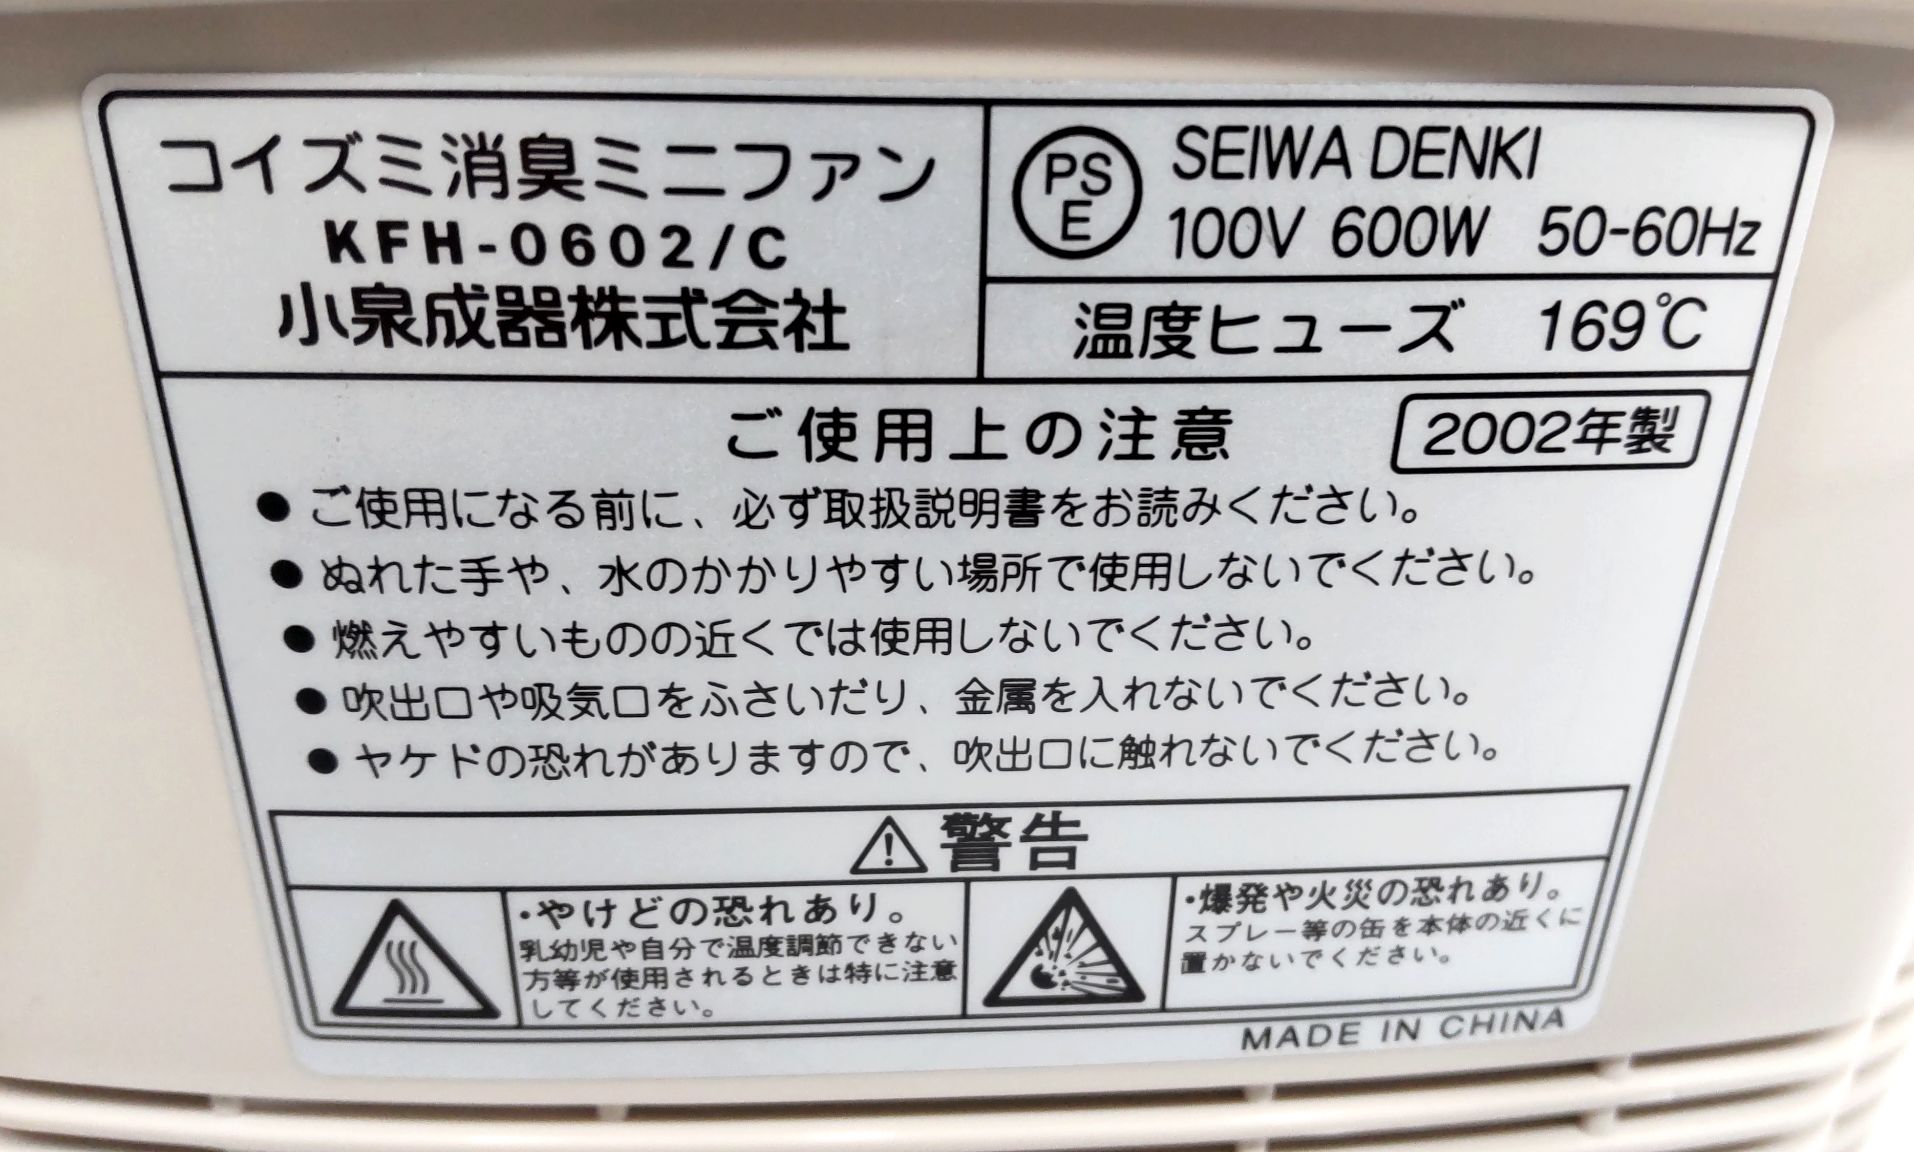 コイズミ消臭ミニファン
KFH-0602/C
小泉成器株式会社
PS
E
SEIWA DENKI
100V 600W 50-60Hz
温度ヒューズ 169℃
ご使用上の注意
2002年製
● ご使用になる前に、必ず取扱説明書をお読みください。
● ぬれた手や、水のかかりやすい場所で使用しないでください。
● 燃えやすいものの近くでは使用しないでください。
● 吹出口や吸気口をふさいだり、金属を入れないでください。
● ヤケドの恐れがありますので、吹出口に触れないでください。
⚠警告
・やけどの恐れあり。
乳幼児や自分で温度調節できない
方等が使用されるときは特に注意
してください。
・爆発や火災の恐れあり。
スプレー等の缶を本体の近くに
置かないでください。
MADE IN CHINA